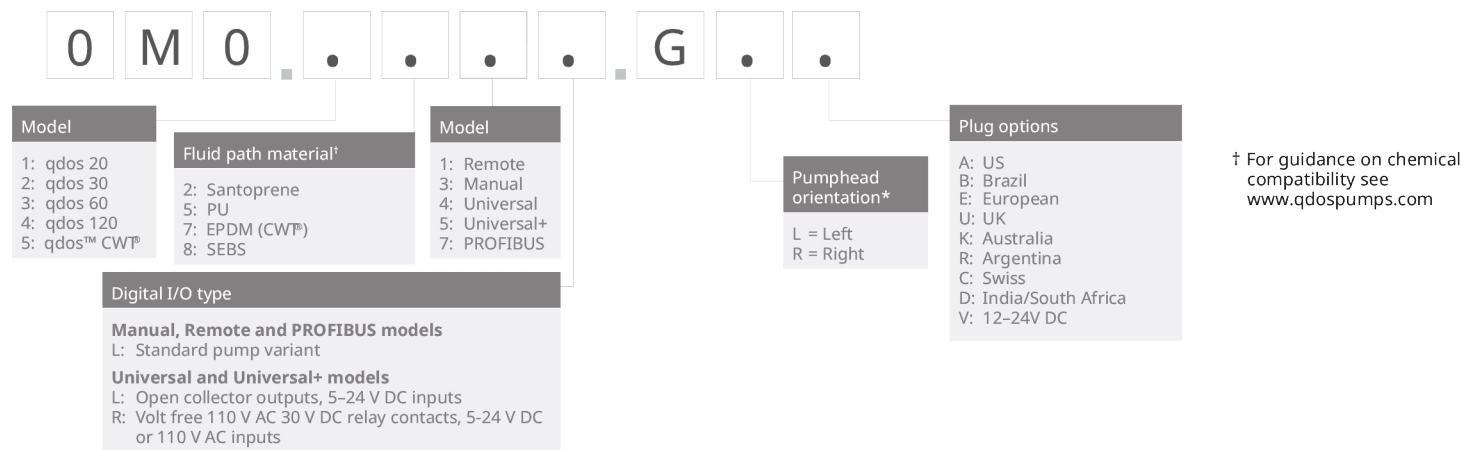 0 M 0 . . . . . . G . .
Model
1: qdos 20
2: qdos 30
3: qdos 60
4: qdos 120
5: qdos™ CWT®
Fluid path material†
2: Santoprene
5: PU
7: EPDM (CWT®)
8: SEBS
Model
1: Remote
3: Manual
4: Universal
5: Universal+
7: PROFIBUS
Digital I/O type
Manual, Remote and PROFIBUS models
L: Standard pump variant
Universal and Universal+ models
L: Open collector outputs, 5–24 V DC inputs
R: Volt free 110 V AC 30 V DC relay contacts, 5-24 V DC
or 110 V AC inputs
Pumphead
orientation*
L = Left
R = Right
Plug options
A: US
B: Brazil
E: European
U: UK
K: Australia
R: Argentina
C: Swiss
D: India/South Africa
V: 12–24V DC
† For guidance on chemical
compatibility see
www.qdospumps.com